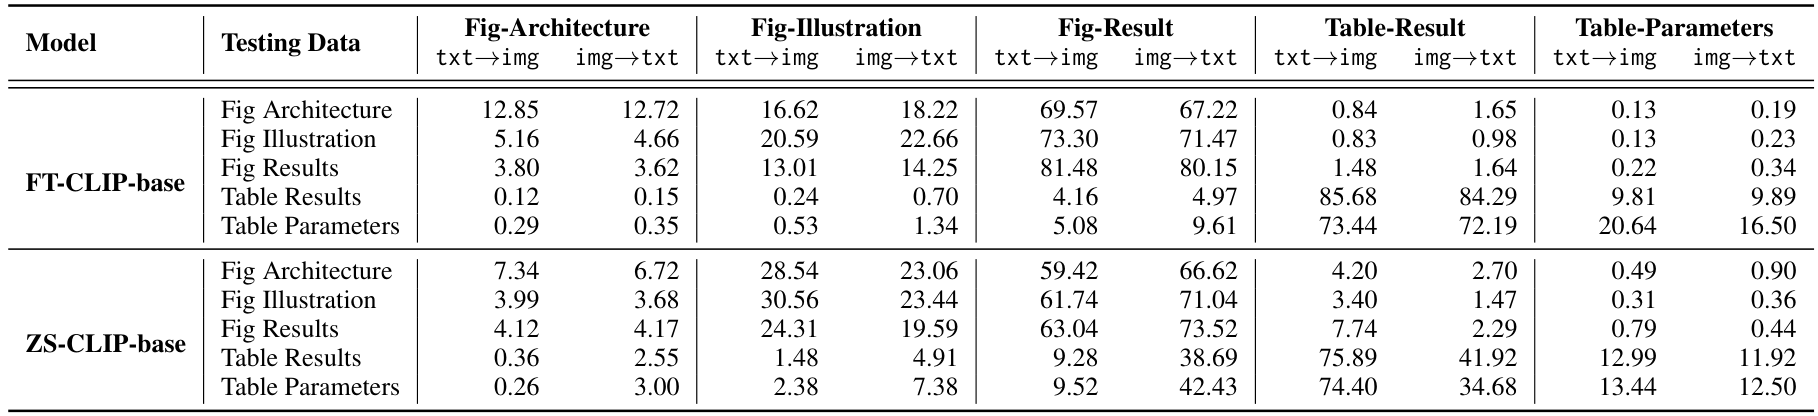 Model Testing Data Fig-Architecture Fig-Illustration Fig-Result Table-Result Table-Parameters
txt→img img→txt txt→img img→txt txt→img img→txt txt→img img→txt txt→img img→txt
FT-CLIP-base
Fig Architecture 12.85 12.72 16.62 18.22 69.57 67.22 0.84 1.65 0.13 0.19
Fig Illustration 5.16 4.66 20.59 22.66 73.30 71.47 0.83 0.98 0.13 0.23
Fig Results 3.80 3.62 13.01 14.25 81.48 80.15 1.48 1.64 0.22 0.34
Table Results 0.12 0.15 0.24 0.70 4.16 4.97 85.68 84.29 9.81 9.89
Table Parameters 0.29 0.35 0.53 1.34 5.08 9.61 73.44 72.19 20.64 16.50
ZS-CLIP-base
Fig Architecture 7.34 6.72 28.54 23.06 59.42 66.62 4.20 2.70 0.49 0.90
Fig Illustration 3.99 3.68 30.56 23.44 61.74 71.04 3.40 1.47 0.31 0.36
Fig Results 4.12 4.17 24.31 19.59 63.04 73.52 7.74 2.29 0.79 0.44
Table Results 0.36 2.55 1.48 4.91 9.28 38.69 75.89 41.92 12.99 11.92
Table Parameters 0.26 3.00 2.38 7.38 9.52 42.43 74.40 34.68 13.44 12.50